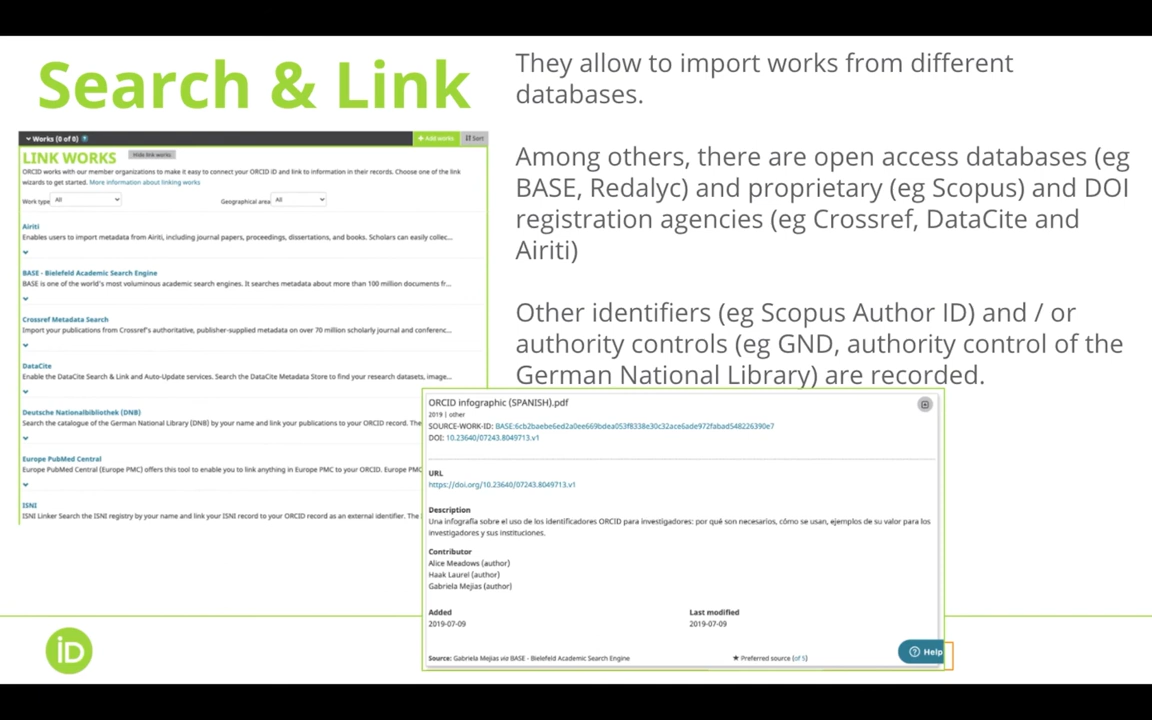 Search & Link
They allow to import works from different
databases.
Among others, there are open access databases (eg
BASE, Redalyc) and proprietary (eg Scopus) and DOI
registration agencies (eg Crossref, DataCite and
Airiti)
Other identifiers (eg Scopus Author ID) and / or
authority controls (eg GND, authority control of the
German National Library) are recorded.
Works (0 of 0) ?
+ Add works
Sort
LINK WORKS
Hide link works
ORCID works with our member organizations to make it easy to connect your ORCID iD and link to information in their records. Choose one of the link
wizards to get started. More information about linking works
Work type All
Geographical area All
Airiti
Enables users to import metadata from Airiti, including journal papers, proceedings, dissertations, and books. Scholars can easily collec...
BASE - Bielefeld Academic Search Engine
BASE is one of the world's most voluminous academic search engines. It searches metadata about more than 100 million documents fr...
Crossref Metadata Search
Import your publications from Crossref's authoritative, publisher-supplied metadata on over 70 million scholarly journal and conferenc...
DataCite
Enable the DataCite Search & Link and Auto-Update services. Search the DataCite Metadata Store to find your research datasets, image...
Deutsche Nationalbibliothek (DNB)
Search the catalogue of the German National Library (DNB) by your name and link your publications to your ORCID record. The
Europe PubMed Central
Europe PubMed Central (Europe PMC) offers this tool to enable you to link anything in Europe PMC to your ORCID. Europe PMC
ISNI
ISNI Linker Search the ISNI registry by your name and link your ISNI record to your ORCID record as an external identifier. The
ORCID infographic (SPANISH).pdf
2019 | other
SOURCE-WORK-ID: BASE:6cb2baebe6ed2a0ee669bdea053f8338e30c32ace6ade972fabad548226390e7
DOI: 10.23640/07243.8049713.v1
URL
https://doi.org/10.23640/07243.8049713.v1
Description
Una infografía sobre el uso de los identificadores ORCID para investigadores: por qué son necesarios, cómo se usan, ejemplos de su valor para los
investigadores y sus instituciones.
Contributor
Alice Meadows (author)
Haak Laurel (author)
Gabriela Mejias (author)
Added
Last modified
2019-07-09
2019-07-09
Source: Gabriela Mejias via BASE - Bielefeld Academic Search Engine
★ Preferred source (of 5)
? Help
iD